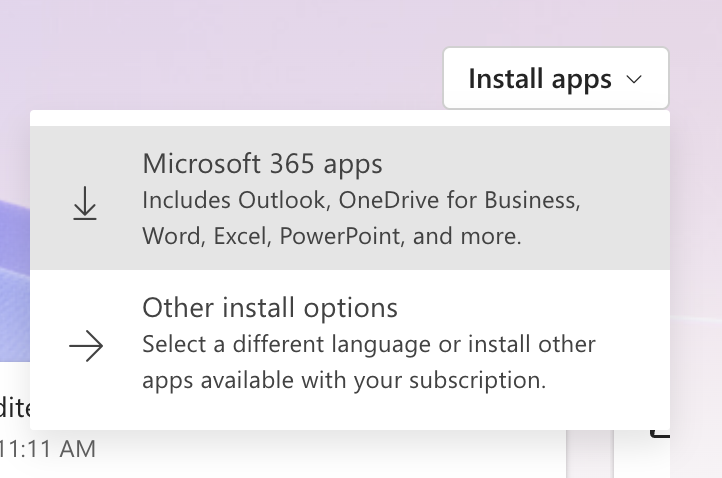 Install apps
Microsoft 365 apps
Includes Outlook, OneDrive for Business,
Word, Excel, PowerPoint, and more.
Other install options
Select a different language or install other
apps available with your subscription.
11:11 AM